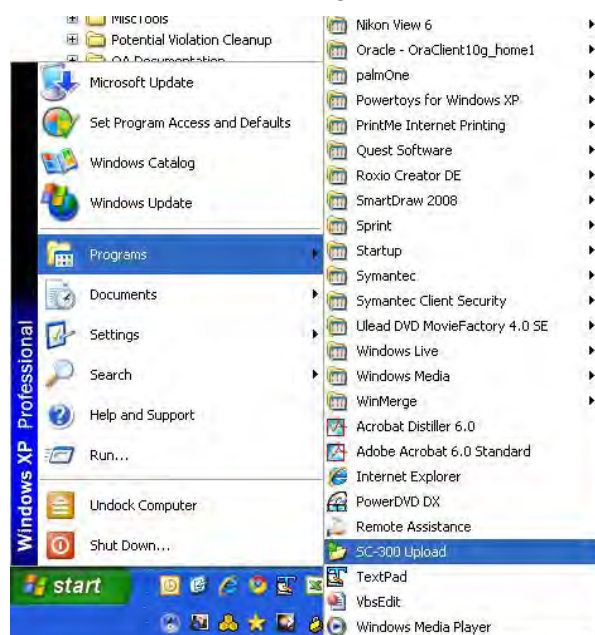 MiscTools
Potential Violation Cleanup
QA Documentation
Microsoft Update
Set Program Access and Defaults
Windows Catalog
Windows Update
Programs
Documents
Settings
Search
Help and Support
Run...
Undock Computer
Shut Down...
Windows XP Professional
start
Nikon View 6
Oracle - OraClient10g_home1
palmOne
Powertoys for Windows XP
PrintMe Internet Printing
Quest Software
Roxio Creator DE
SmartDraw 2008
Sprint
Startup
Symantec
Symantec Client Security
Ulead DVD MovieFactory 4.0 SE
Windows Live
Windows Media
WinMerge
Acrobat Distiller 6.0
Adobe Acrobat 6.0 Standard
Internet Explorer
PowerDVD DX
Remote Assistance
SC-300 Upload
TextPad
VbsEdit
Windows Media Player